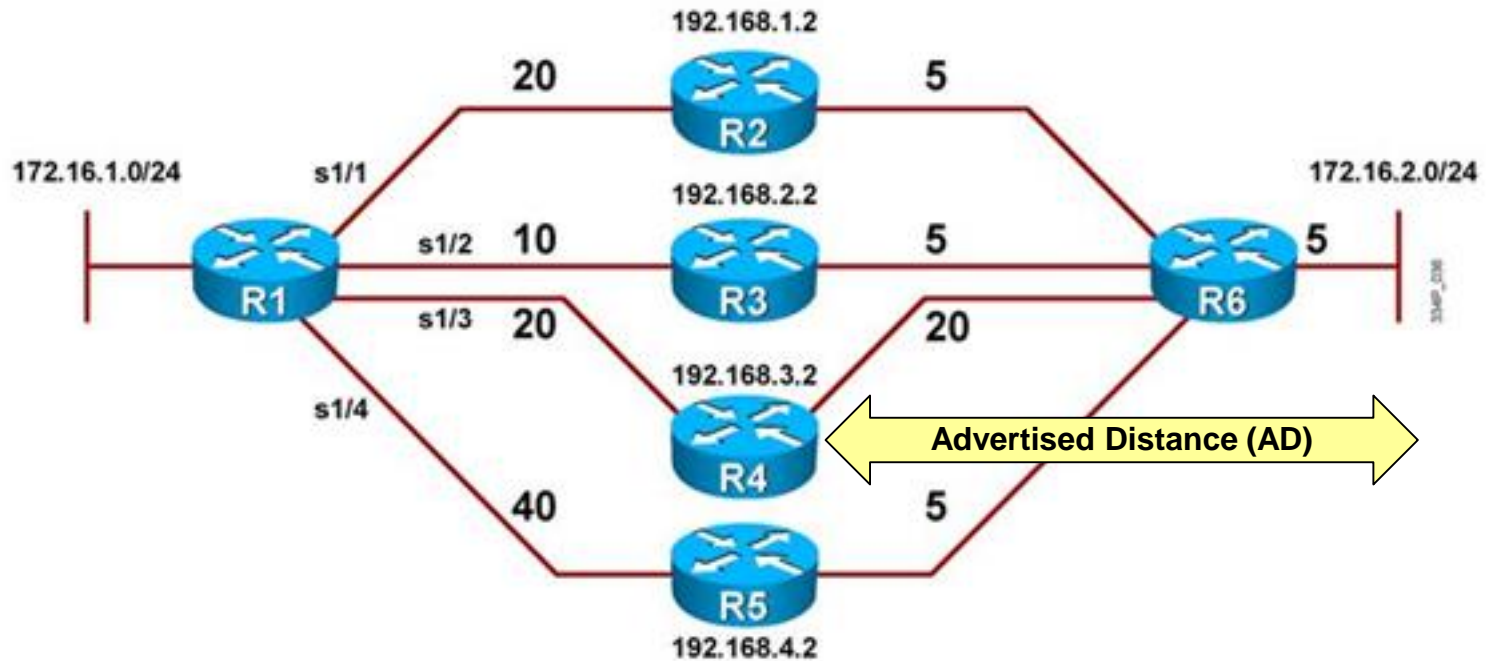 192.168.1.2
20
5
R2
172.16.1.0/24
s1/1
192.168.2.2
172.16.2.0/24
s1/2
10
5
5
R1
R3
R6
s1/3
20
20
192.168.3.2
s1/4
R4
Advertised Distance (AD)
40
5
R5
192.168.4.2